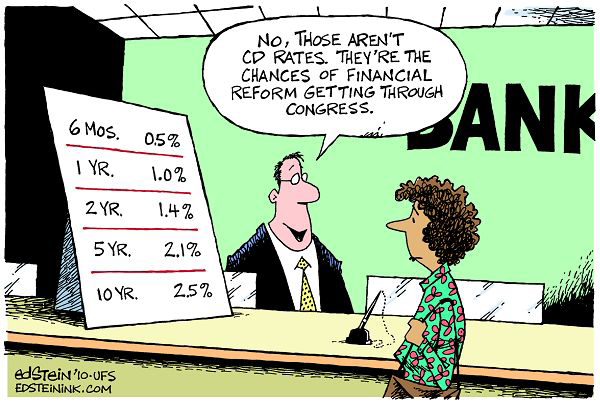 NO, THOSE AREN'T
CD RATES. THEY'RE THE
CHANCES OF FINANCIAL
REFORM GETTING THROUGH
CONGRESS.
BANK
6 MOS. 0.5%
1 YR. 1.0%
2 YR. 1.4%
5 YR. 2.1%
10 YR. 2.5%
edStein '10·UFS
EDSTEININK.COM